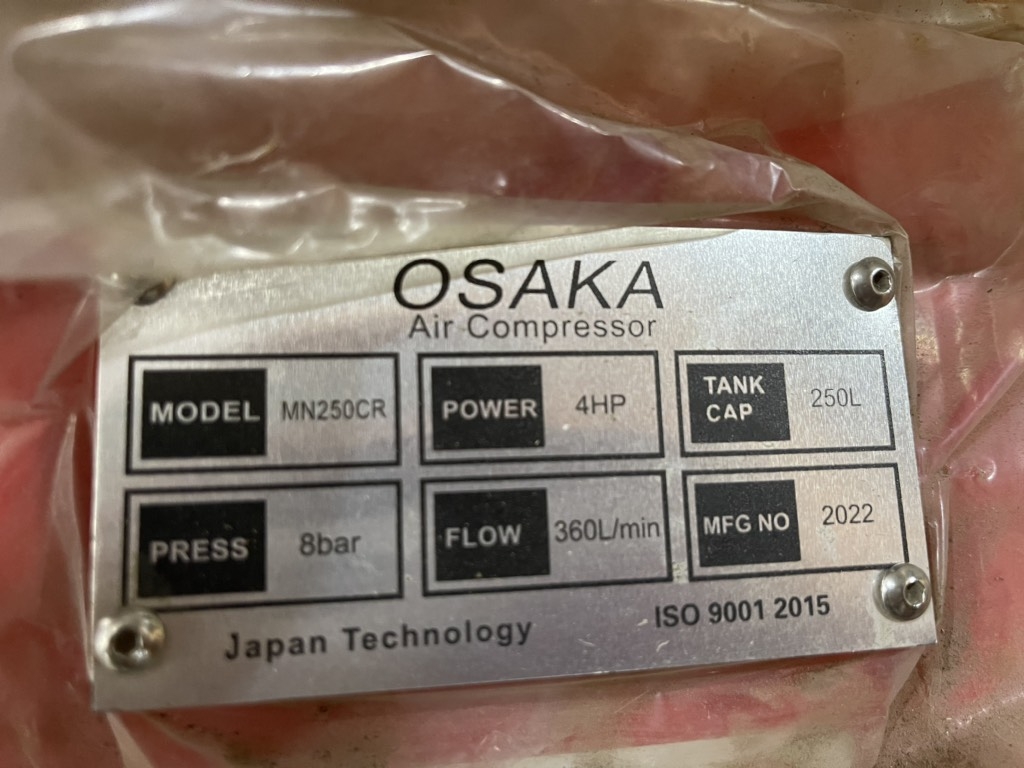 OSAKA
Air Compressor
MODEL MN250CR
POWER 4HP
TANK CAP 250L
PRESS 8bar
FLOW 360L/min
MFG NO 2022
Japan Technology
ISO 9001 2015